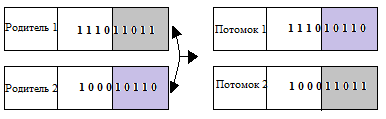 Родитель 1 1 1 1 0 1 1 0 1 1
Потомок 1 1 1 1 0 1 0 1 1 0
Родитель 2 1 0 0 0 1 0 1 1 0
Потомок 2 1 0 0 0 1 1 0 1 1